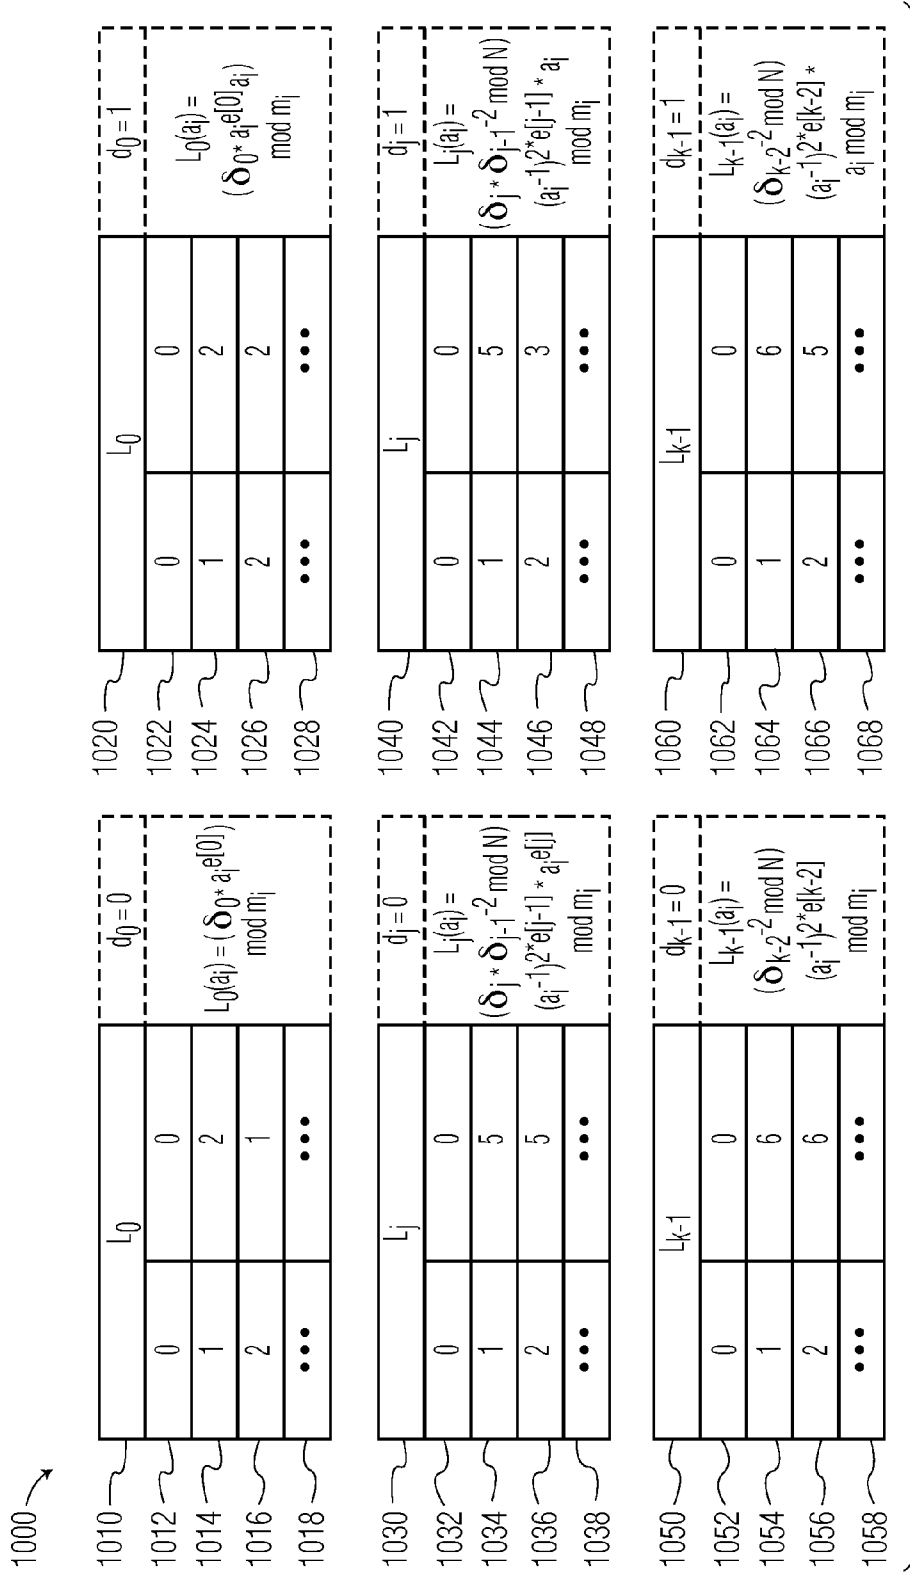 1000
1010 L0 d0 = 0
1012 0 0 L0(ai) = (δ0* ai^e[0])
1014 1 2 mod mi
1016 2 1
1018 ••• •••
1020 L0 d0 = 1
1022 0 0 L0(ai) =
1024 1 2 (δ0* ai^e[0] ai)
1026 2 2 mod mi
1028 ••• •••
1030 Lj dj = 0
1032 0 0 Lj(ai) =
1034 1 5 (δj* δj-1^-2 mod N)
1036 2 5 (ai^-1)^2*e[j-1] * ai^e[j]
1038 ••• ••• mod mi
1040 Lj dj = 1
1042 0 0 Lj(ai) =
1044 1 5 (δj* δj-1^-2 mod N)
1046 2 3 (ai^-1)^2*e[j-1] * ai
1048 ••• ••• mod mi
1050 Lk-1 dk-1 = 0
1052 0 0 Lk-1(ai) =
1054 1 6 (δk-2^-2 mod N)
1056 2 6 (ai^-1)^2*e[k-2]
1058 ••• ••• mod mi
1060 Lk-1 dk-1 = 1
1062 0 0 Lk-1(ai) =
1064 1 6 (δk-2^-2 mod N)
1066 2 5 (ai^-1)^2*e[k-2] *
1068 ••• ••• ai mod mi